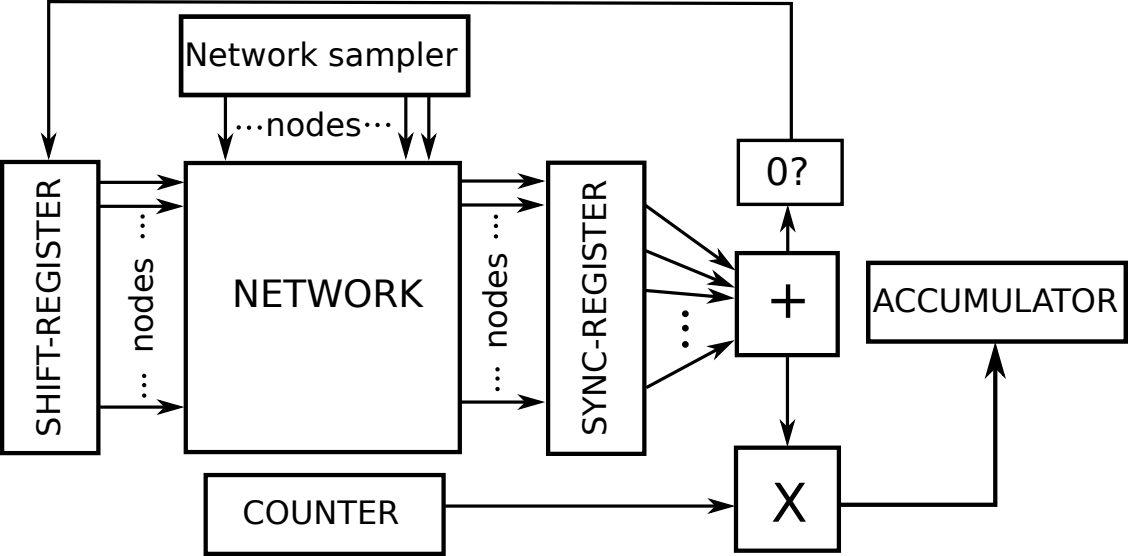 Network sampler
···nodes···
SHIFT-REGISTER
··· nodes ···
NETWORK
··· nodes ···
SYNC-REGISTER
0?
+
ACCUMULATOR
COUNTER
X